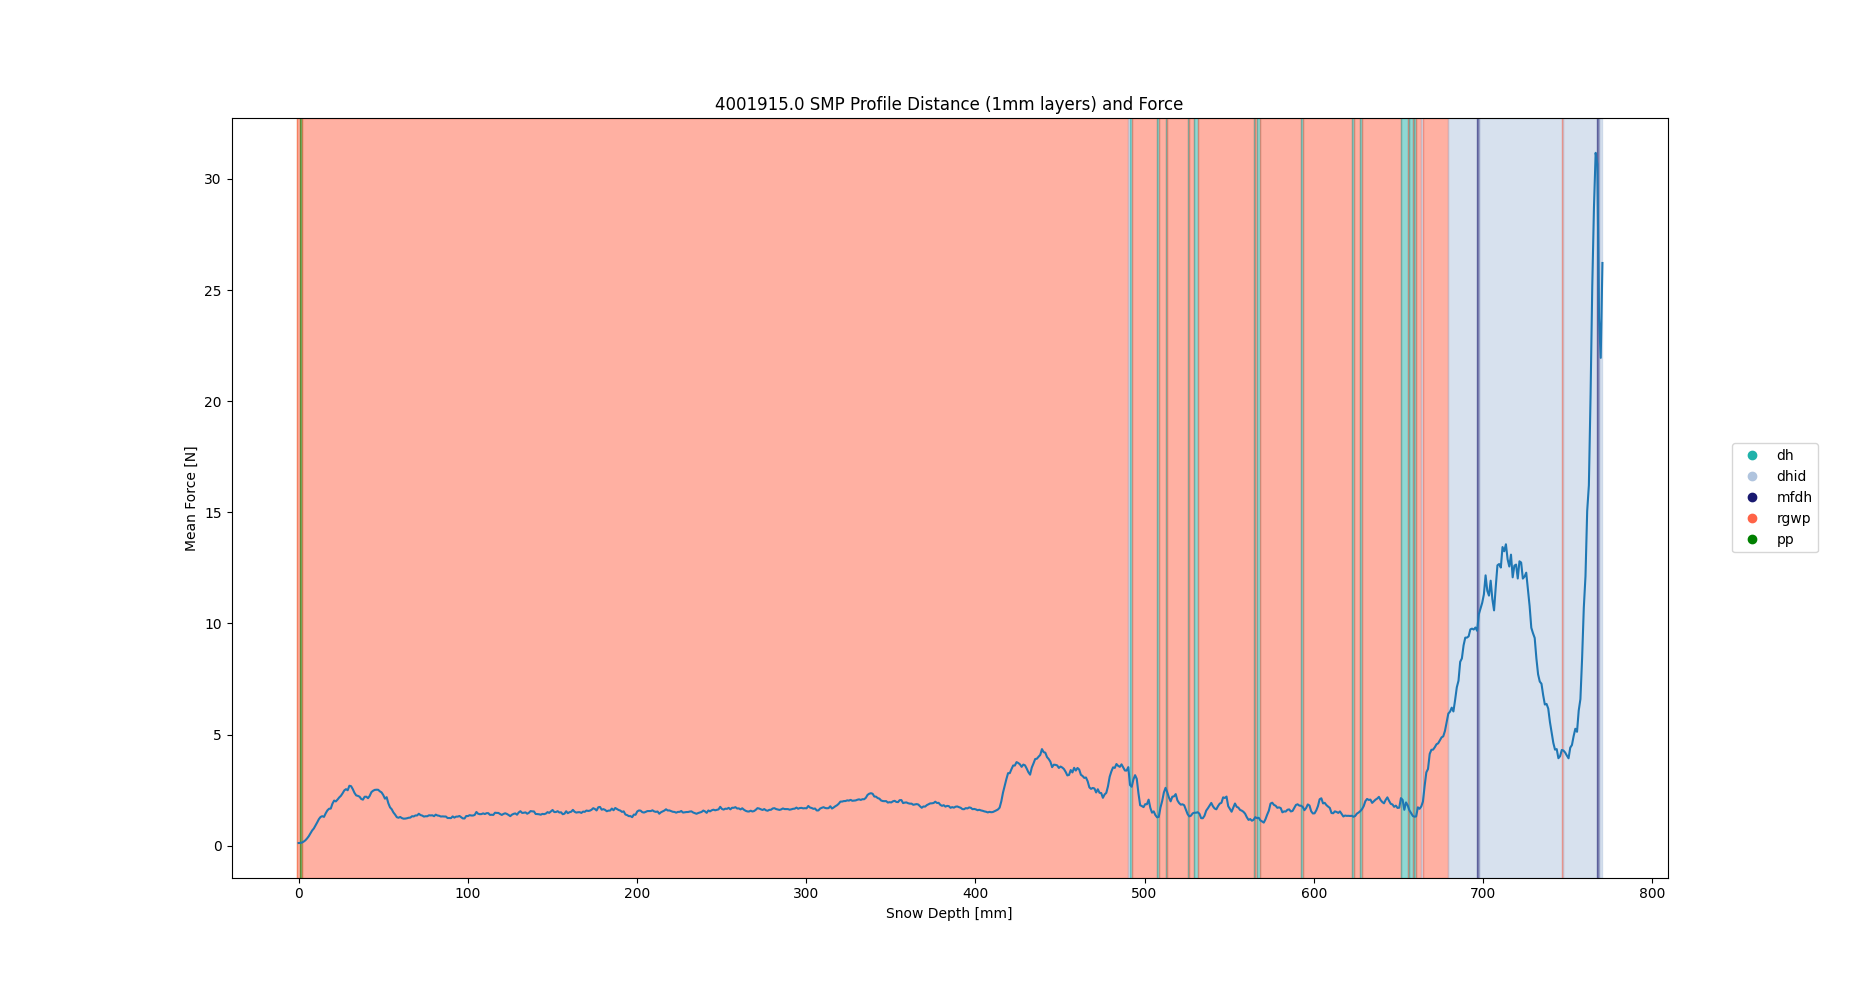 4001915.0 SMP Profile Distance (1mm layers) and Force
30
25
20
15
10
5
0
Mean Force [N]
0 100 200 300 400 500 600 700 800
Snow Depth [mm]
dh
dhid
mfdh
rgwp
pp